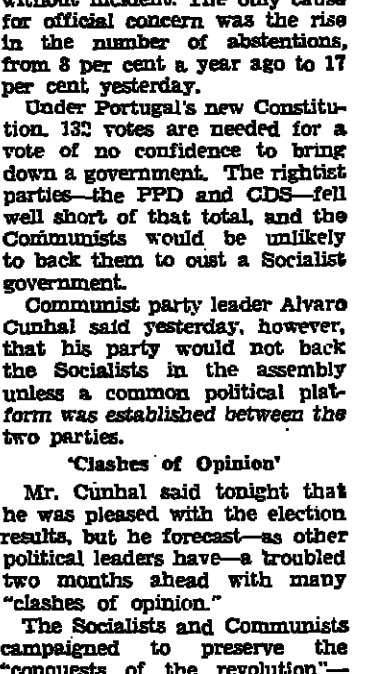 without incident. The only cause
for official concern was the rise
in the number of abstentions,
from 8 per cent a year ago to 17
per cent yesterday.
Under Portugal's new Constitu-
tion. 132 votes are needed for a
vote of no confidence to bring
down a government. The rightist
parties—the PPD and CDS—fell
well short of that total, and the
Communists would be unlikely
to back them to oust a Socialist
government.
Communist party leader Alvaro
Cunhal said yesterday, however,
that his party would not back
the Socialists in the assembly
unless a common political plat-
form was established between the
two parties.
'Clashes of Opinion'
Mr. Cunhal said tonight that
he was pleased with the election
results, but he forecast—as other
political leaders have—a troubled
two months ahead with many
"clashes of opinion."
The Socialists and Communists
campaigned to preserve the
"conquests of the revolution"—